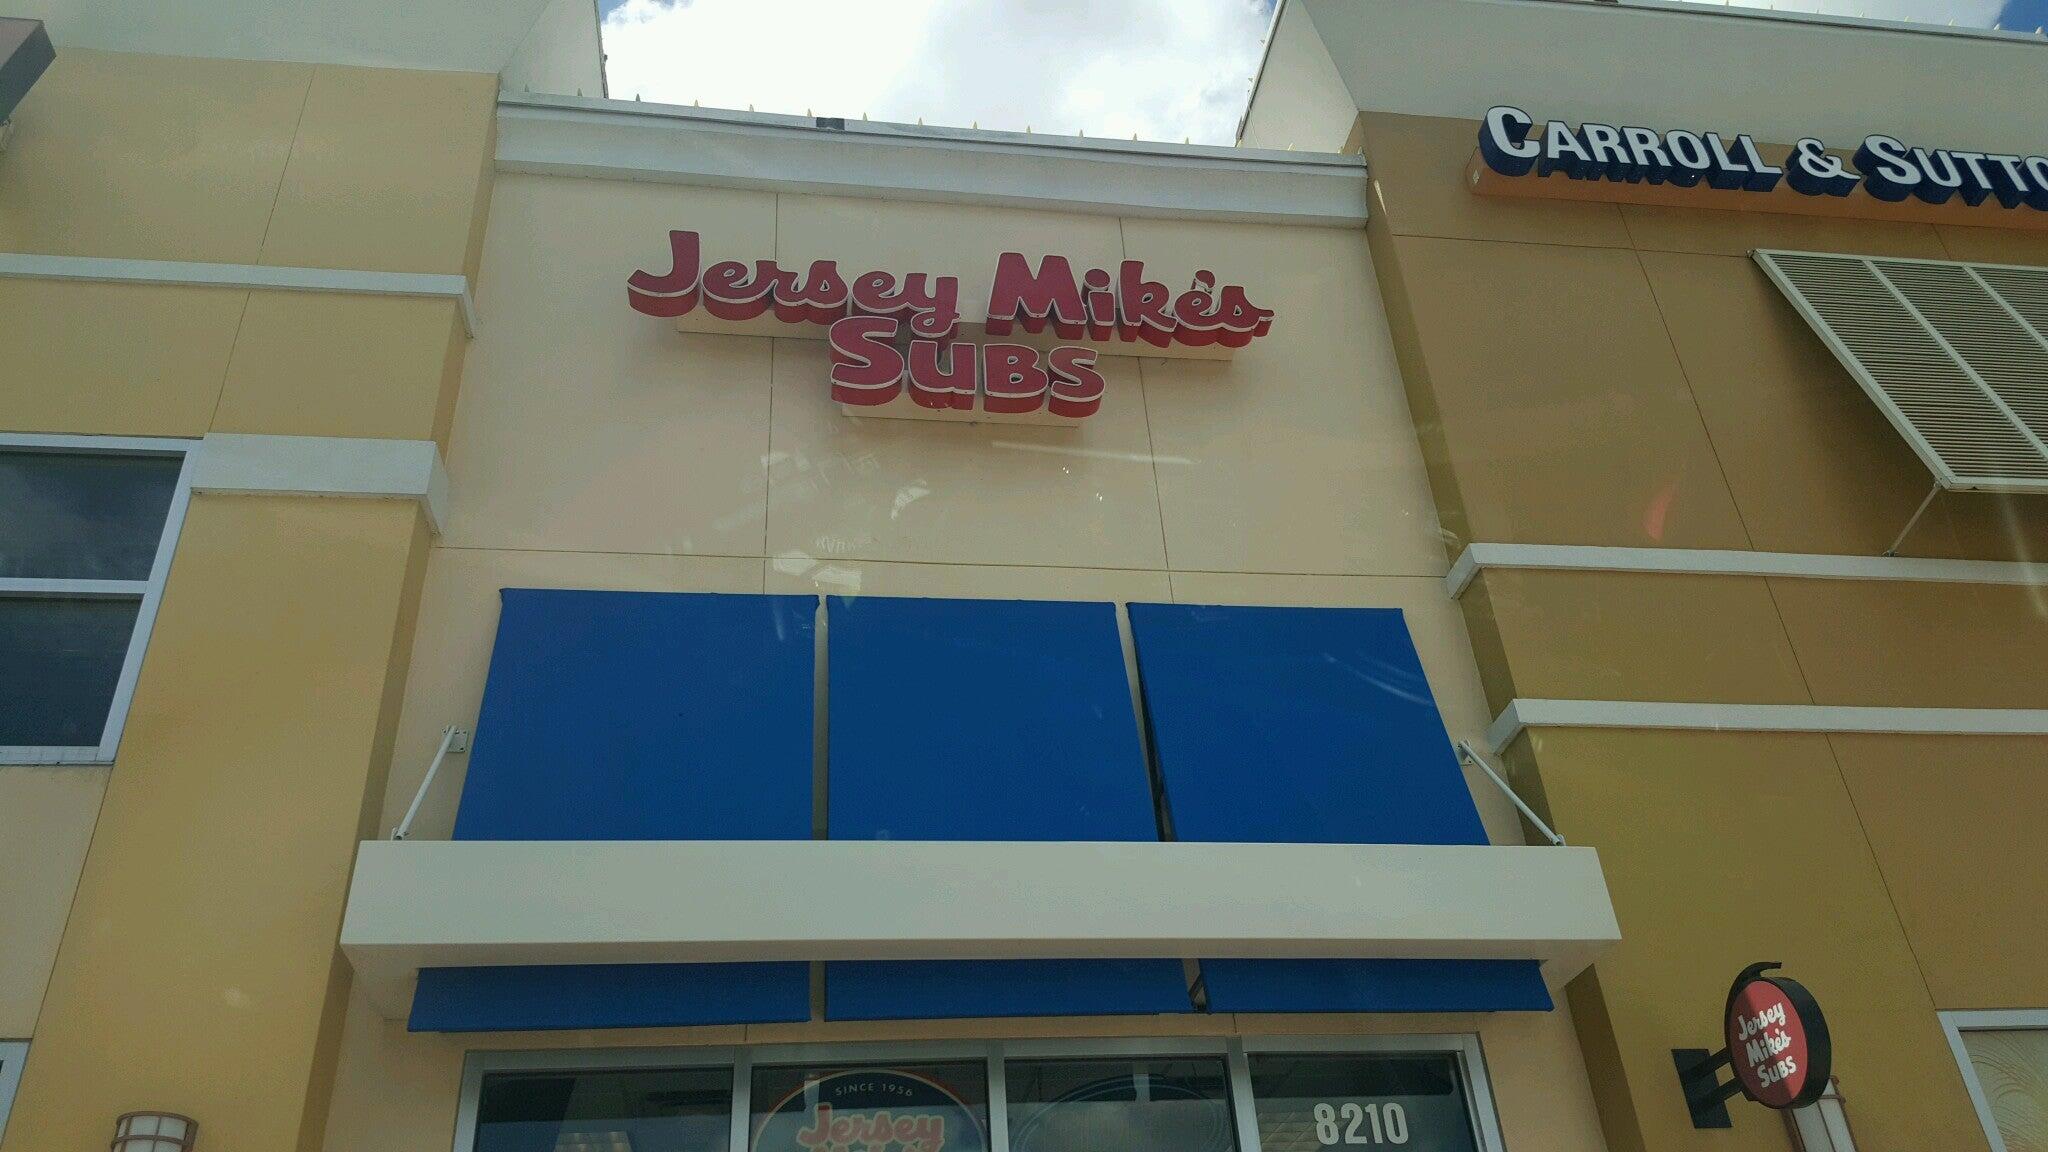 Jersey Mike's
Subs
CARROLL & SUTTO
SINCE 1956
Jersey
8210
Jersey
Mike's
Subs